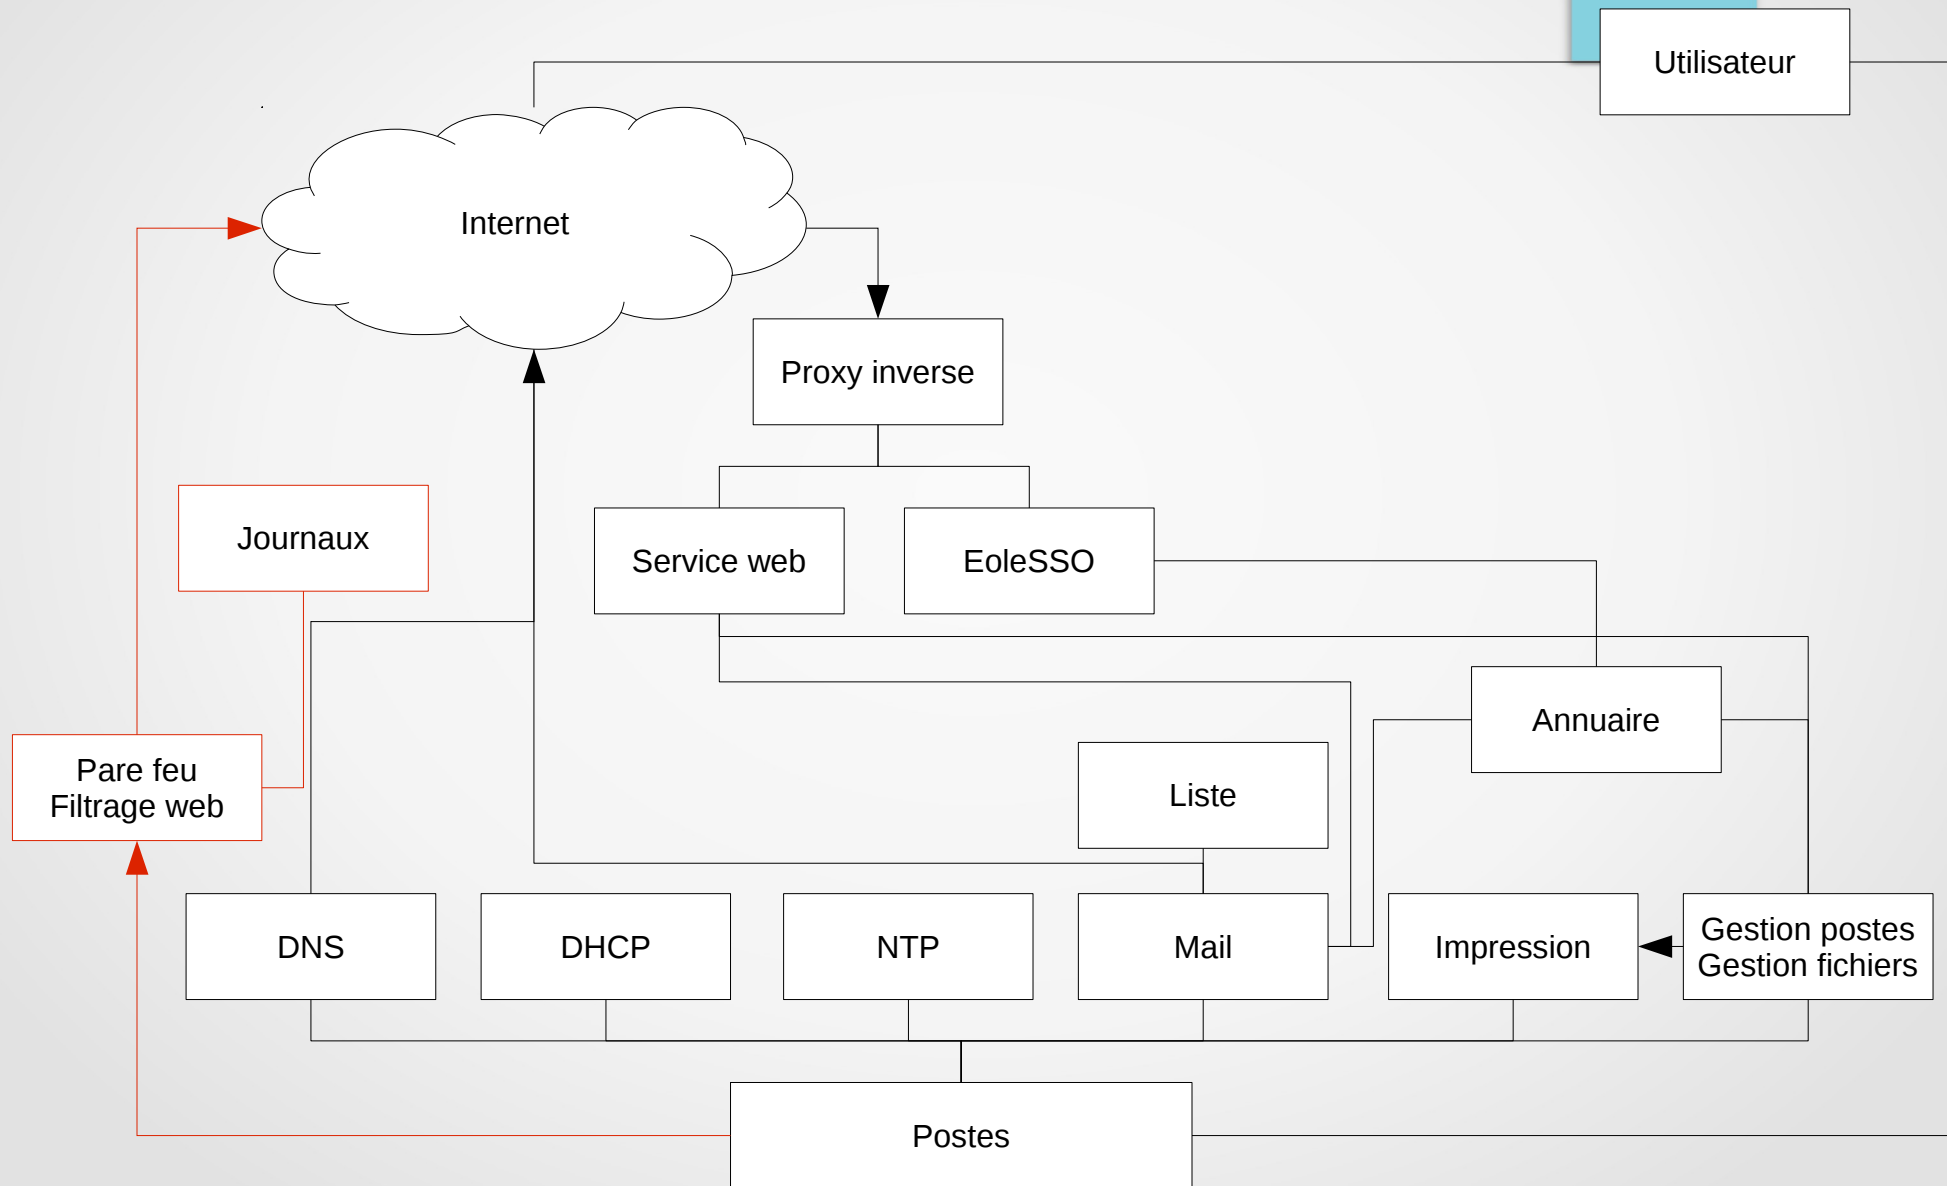 Utilisateur
Internet
Proxy inverse
Journaux
Service web
EoleSSO
Annuaire
Pare feu
Filtrage web
Liste
DNS
DHCP
NTP
Mail
Impression
Gestion postes
Gestion fichiers
Postes